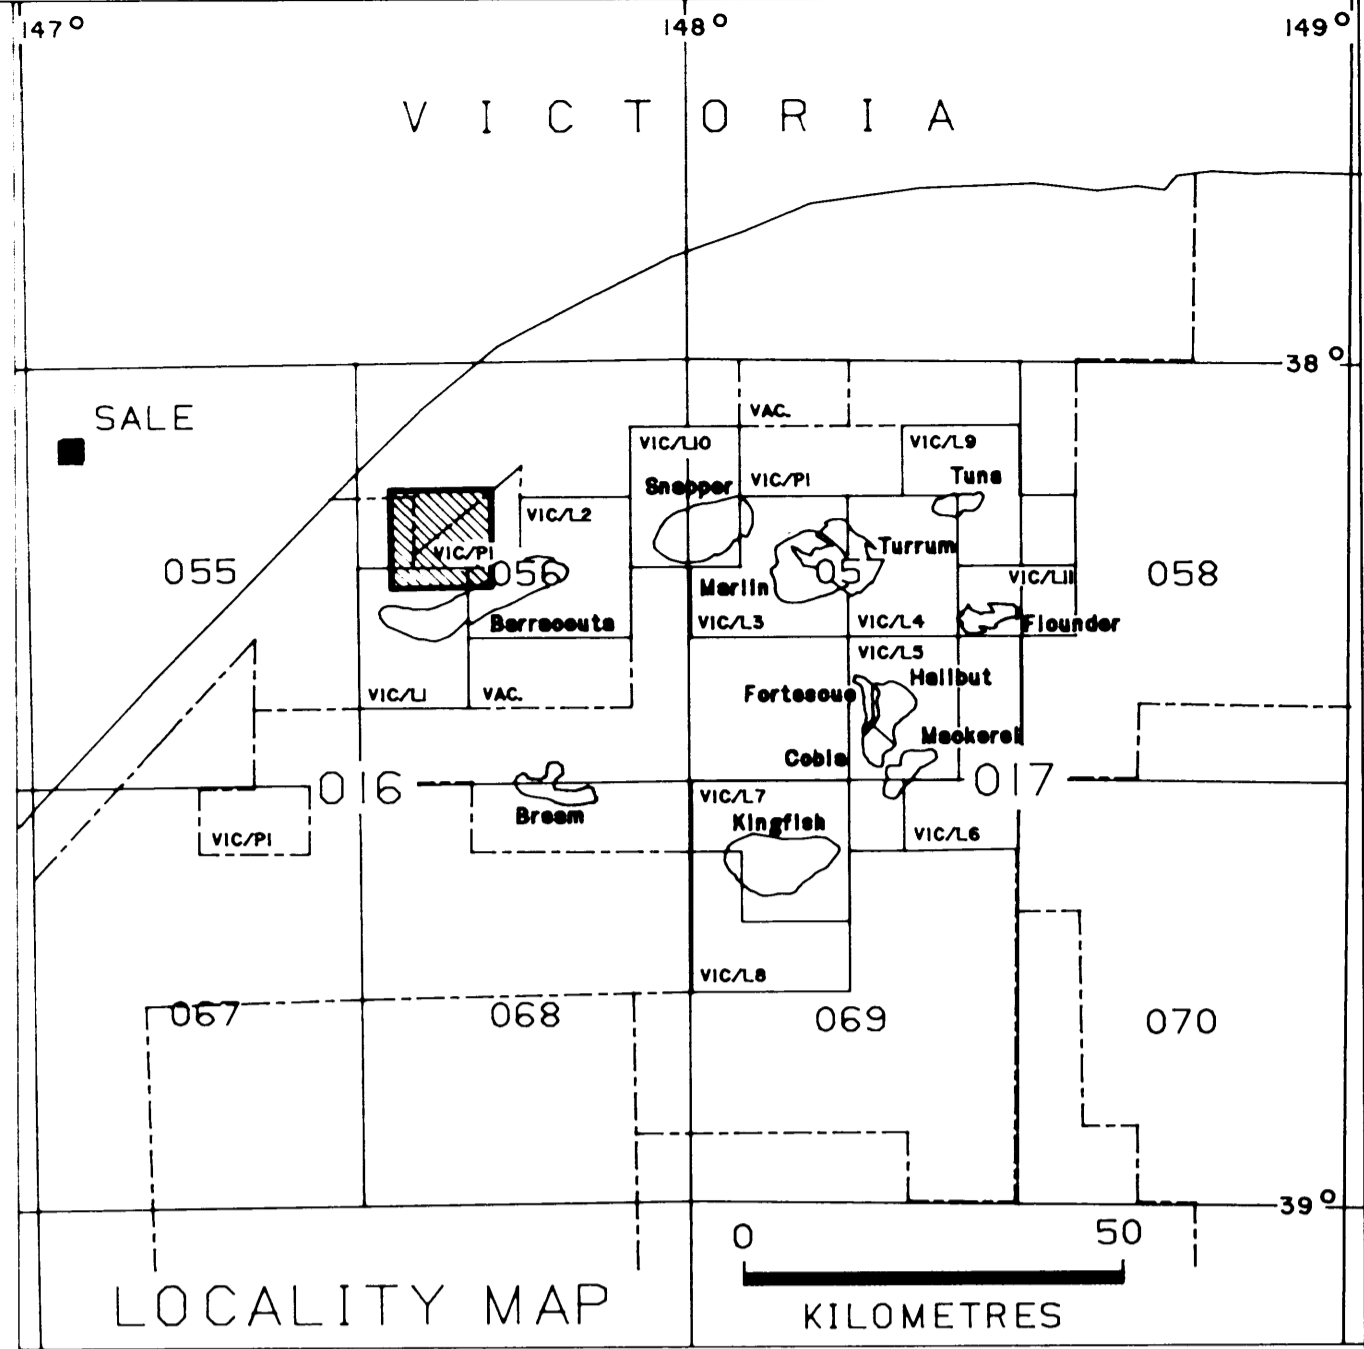 147° 148° 149°
VICTORIA
38°
SALE
VAC.
VIC/L10 VIC/L9
Snapper VIC/P1 Tuna
VIC/L2
Turrum
VIC/P1
055 056 05 VIC/L11 058
Marlin
Barracouta VIC/L3 VIC/L4 Flounder
VIC/L5
Halibut
VIC/L1 VAC. Fortescue
Mackerel
Cobia
016 017
VIC/L7
Bream Kingfish
VIC/P1 VIC/L6
VIC/L8
067 068 069 070
39°
0 50
LOCALITY MAP KILOMETRES